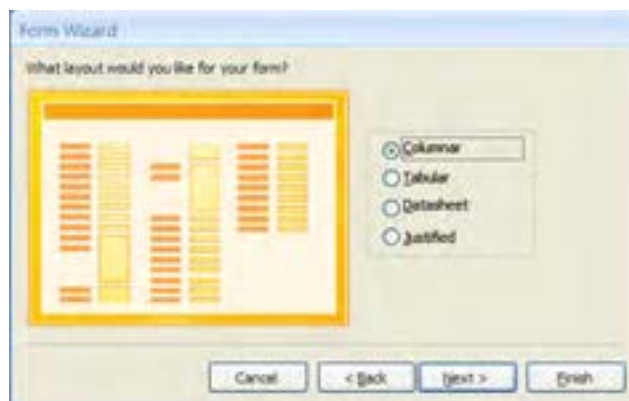 Form Wizard
What layout would you like for your form?
Columnar
Tabular
Datasheet
Justified
Cancel
< Back
Next >
Finish